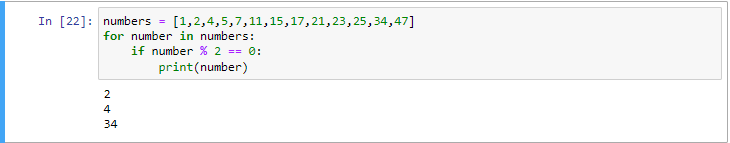 In [22]: numbers = [1,2,4,5,7,11,15,17,21,23,25,34,47]
for number in numbers:
    if number % 2 == 0:
        print(number)
2
4
34